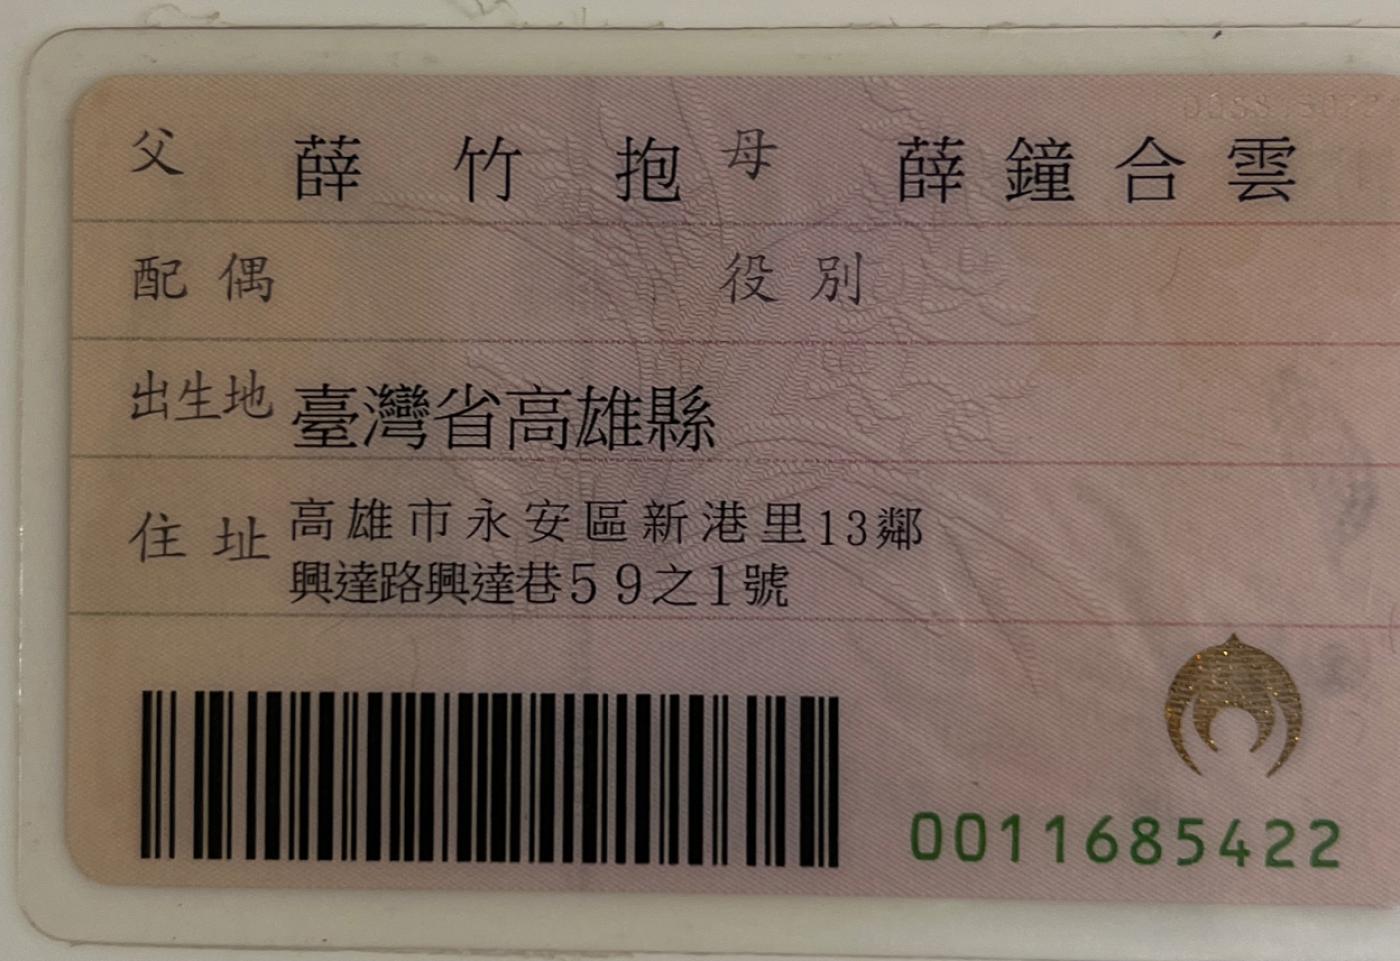 父 薛竹抱 母 薛鐘合雲
配偶 役別
出生地 臺灣省高雄縣
住址 高雄市永安區新港里13鄰
興達路興達巷59之1號
0011685422